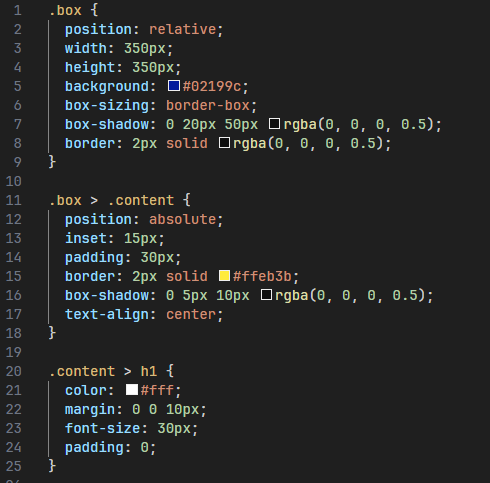 1 .box {
2 position: relative;
3 width: 350px;
4 height: 350px;
5 background: #02199c;
6 box-sizing: border-box;
7 box-shadow: 0 20px 50px rgba(0, 0, 0, 0.5);
8 border: 2px solid rgba(0, 0, 0, 0.5);
9 }
10
11 .box > .content {
12 position: absolute;
13 inset: 15px;
14 padding: 30px;
15 border: 2px solid #ffeb3b;
16 box-shadow: 0 5px 10px rgba(0, 0, 0, 0.5);
17 text-align: center;
18 }
19
20 .content > h1 {
21 color: #fff;
22 margin: 0 0 10px;
23 font-size: 30px;
24 padding: 0;
25 }